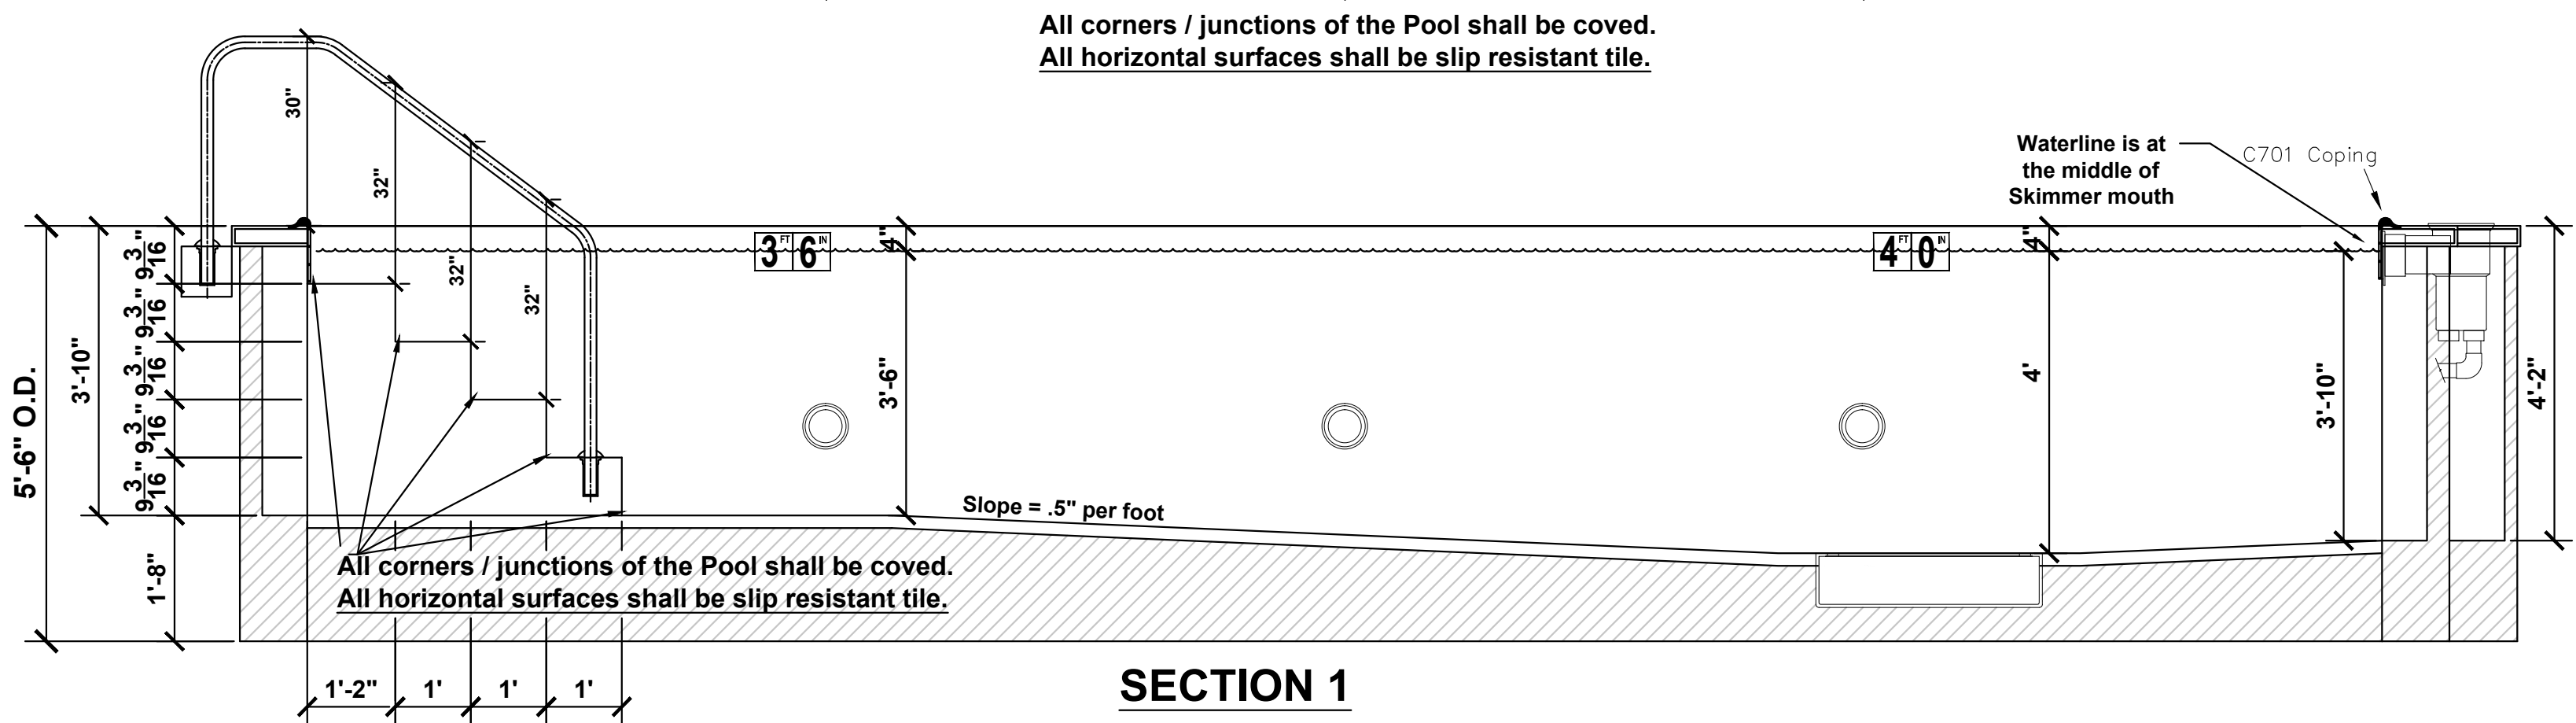 All corners / junctions of the Pool shall be coved.
All horizontal surfaces shall be slip resistant tile.
30"
32"
32"
32"
Waterline is at
the middle of
Skimmer mouth
C701 Coping
3 FT 6 IN
4"
4 FT 0 IN
4"
9 3/16"
9 3/16"
9 3/16"
9 3/16"
9 3/16"
3'-10"
5'-6" O.D.
1'-8"
3'-6"
4'
3'-10"
4'-2"
Slope = .5" per foot
All corners / junctions of the Pool shall be coved.
All horizontal surfaces shall be slip resistant tile.
1'-2"
1'
1'
1'
SECTION 1